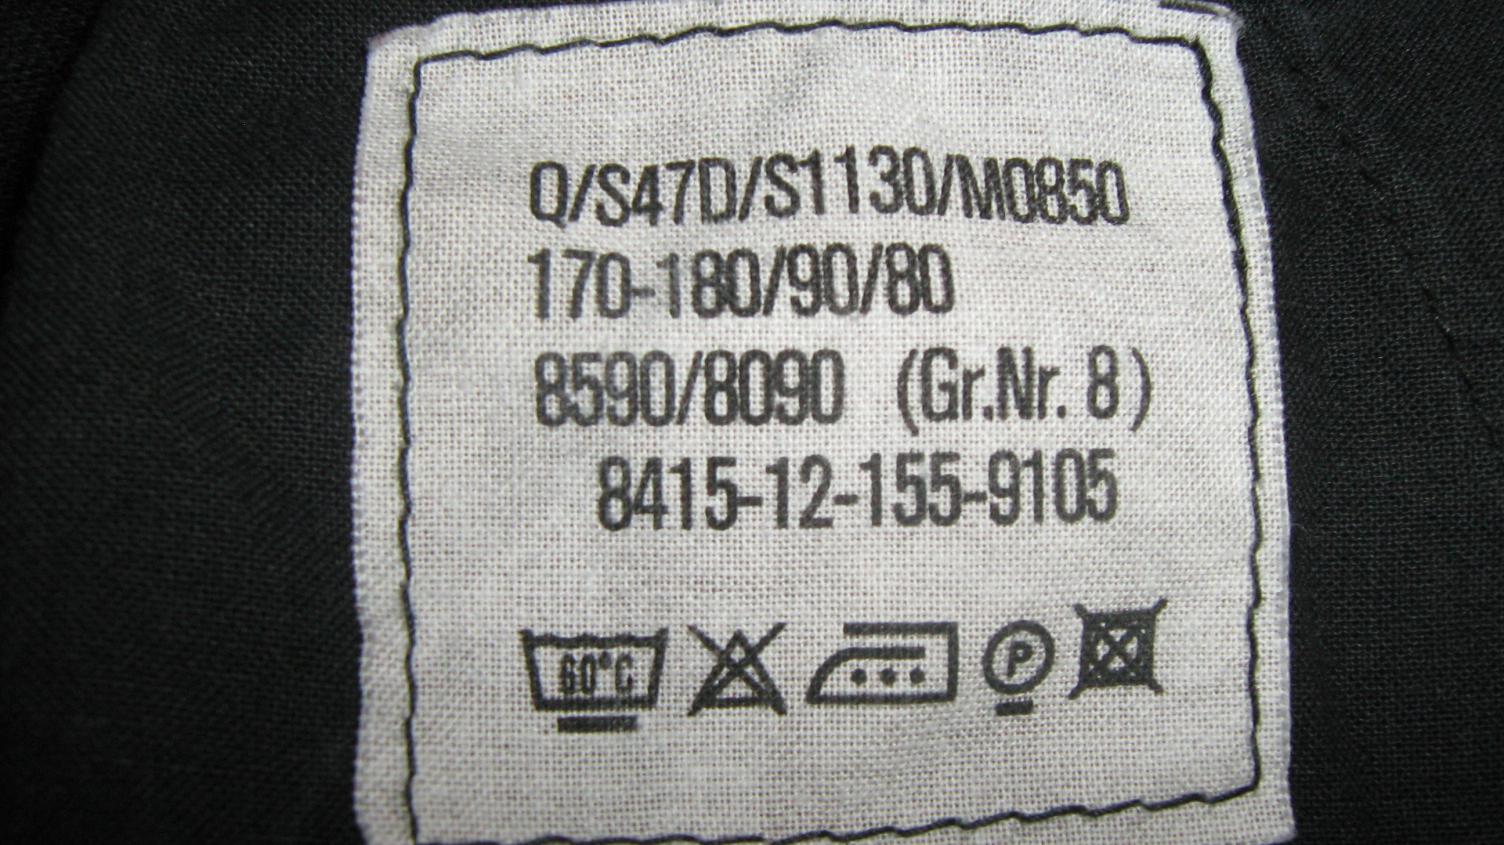 Q/S47D/S1130/M0850
170-180/90/80
8590/8090 (Gr.Nr. 8)
8415-12-155-9105
60°C P